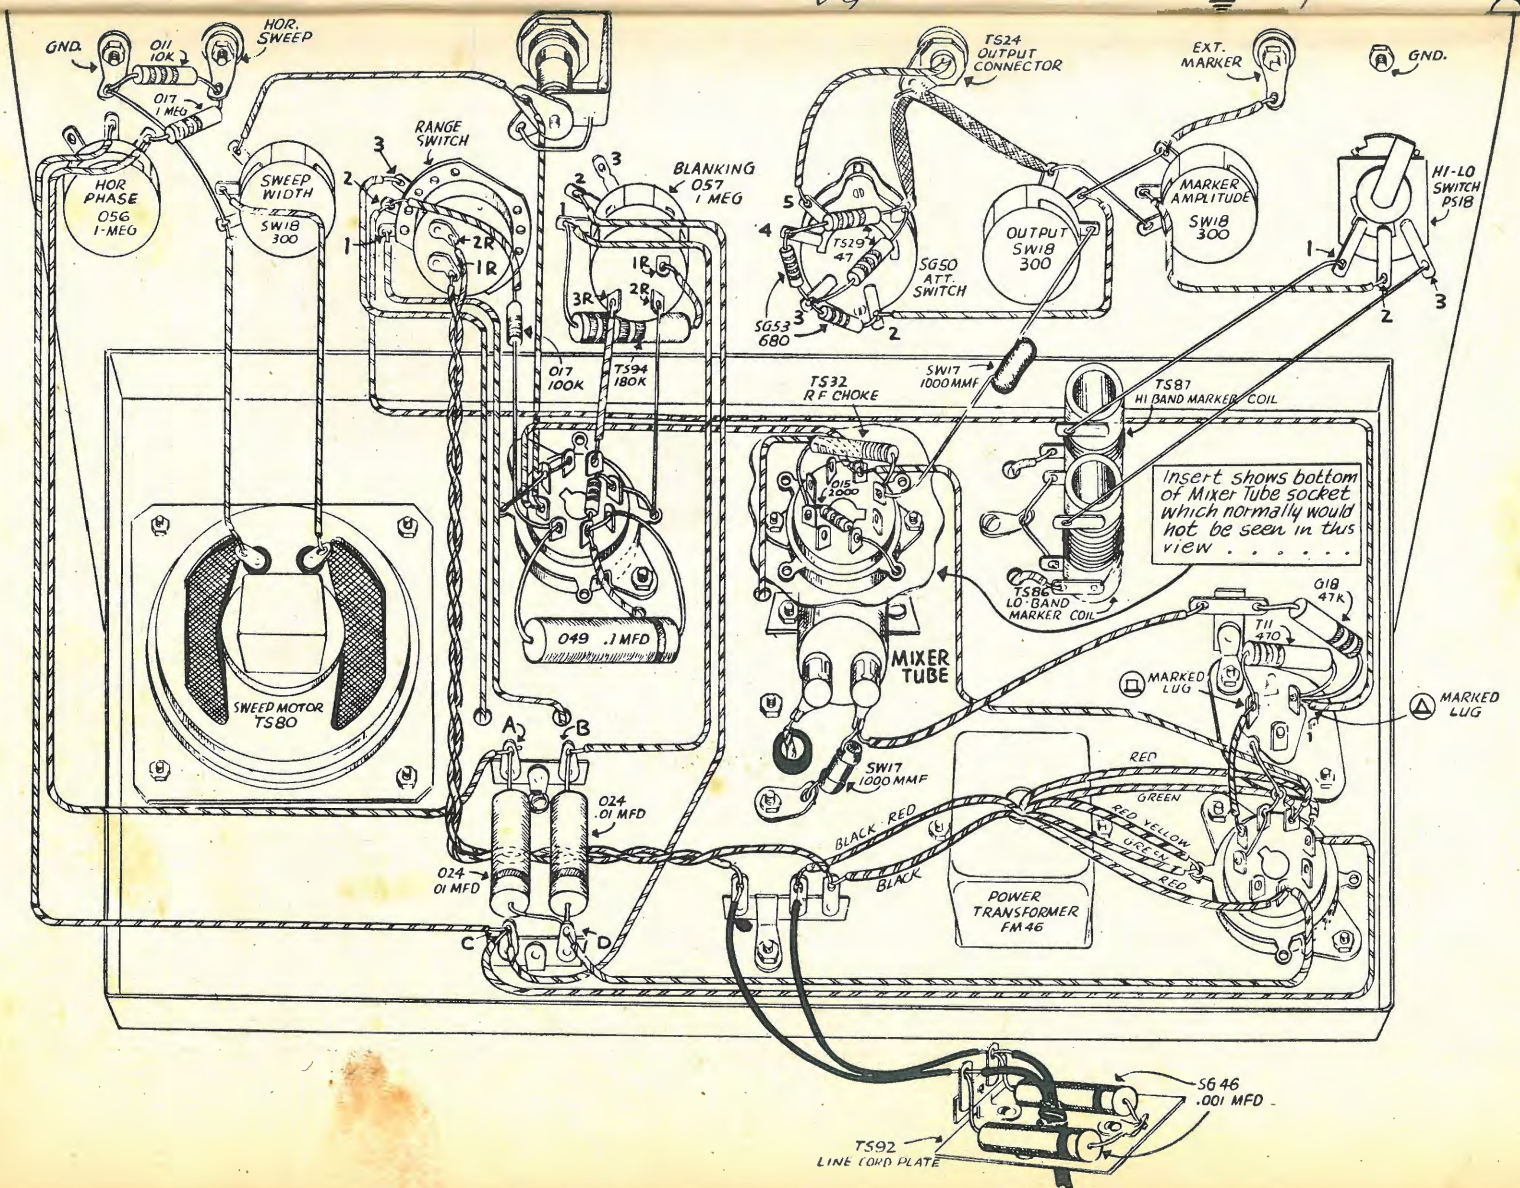 GND.
O11
10K
HOR.
SWEEP
O17
1 MEG
TS24
OUTPUT
CONNECTOR
EXT.
MARKER
GND.
RANGE
SWITCH
3
2
1
2R
1R
HOR
PHASE
O56
1-MEG
SWEEP
WIDTH
SW18
300
3
2
1
BLANKING
O57
1 MEG
1R
3R
2R
O17
100K
TS94
180K
5
4
TS29
47
SG50
ATT.
SWITCH
3
2
SG53
680
OUTPUT
SW18
300
MARKER
AMPLITUDE
SW18
300
HI-LO
SWITCH
PS18
1
2
3
SW17
1000MMF
TS32
RF CHOKE
TS87
HI BAND MARKER COIL
O15
2000
Insert shows bottom
of Mixer Tube socket
which normally would
not be seen in this
view . . . . . .
TS86
LO-BAND
MARKER COIL
G18
47K
T11
470
O49 .1 MFD
MIXER
TUBE
MARKED
LUG
MARKED
LUG
SWEEP MOTOR
TS80
A
B
SW17
1000MMF
O24
.01 MFD
O24
01 MFD
RED
GREEN
BLACK-RED
RED YELLOW
GREEN
RED
BLACK
POWER
TRANSFORMER
FM46
C
D
SG46
.001 MFD
TS92
LINE CORD PLATE